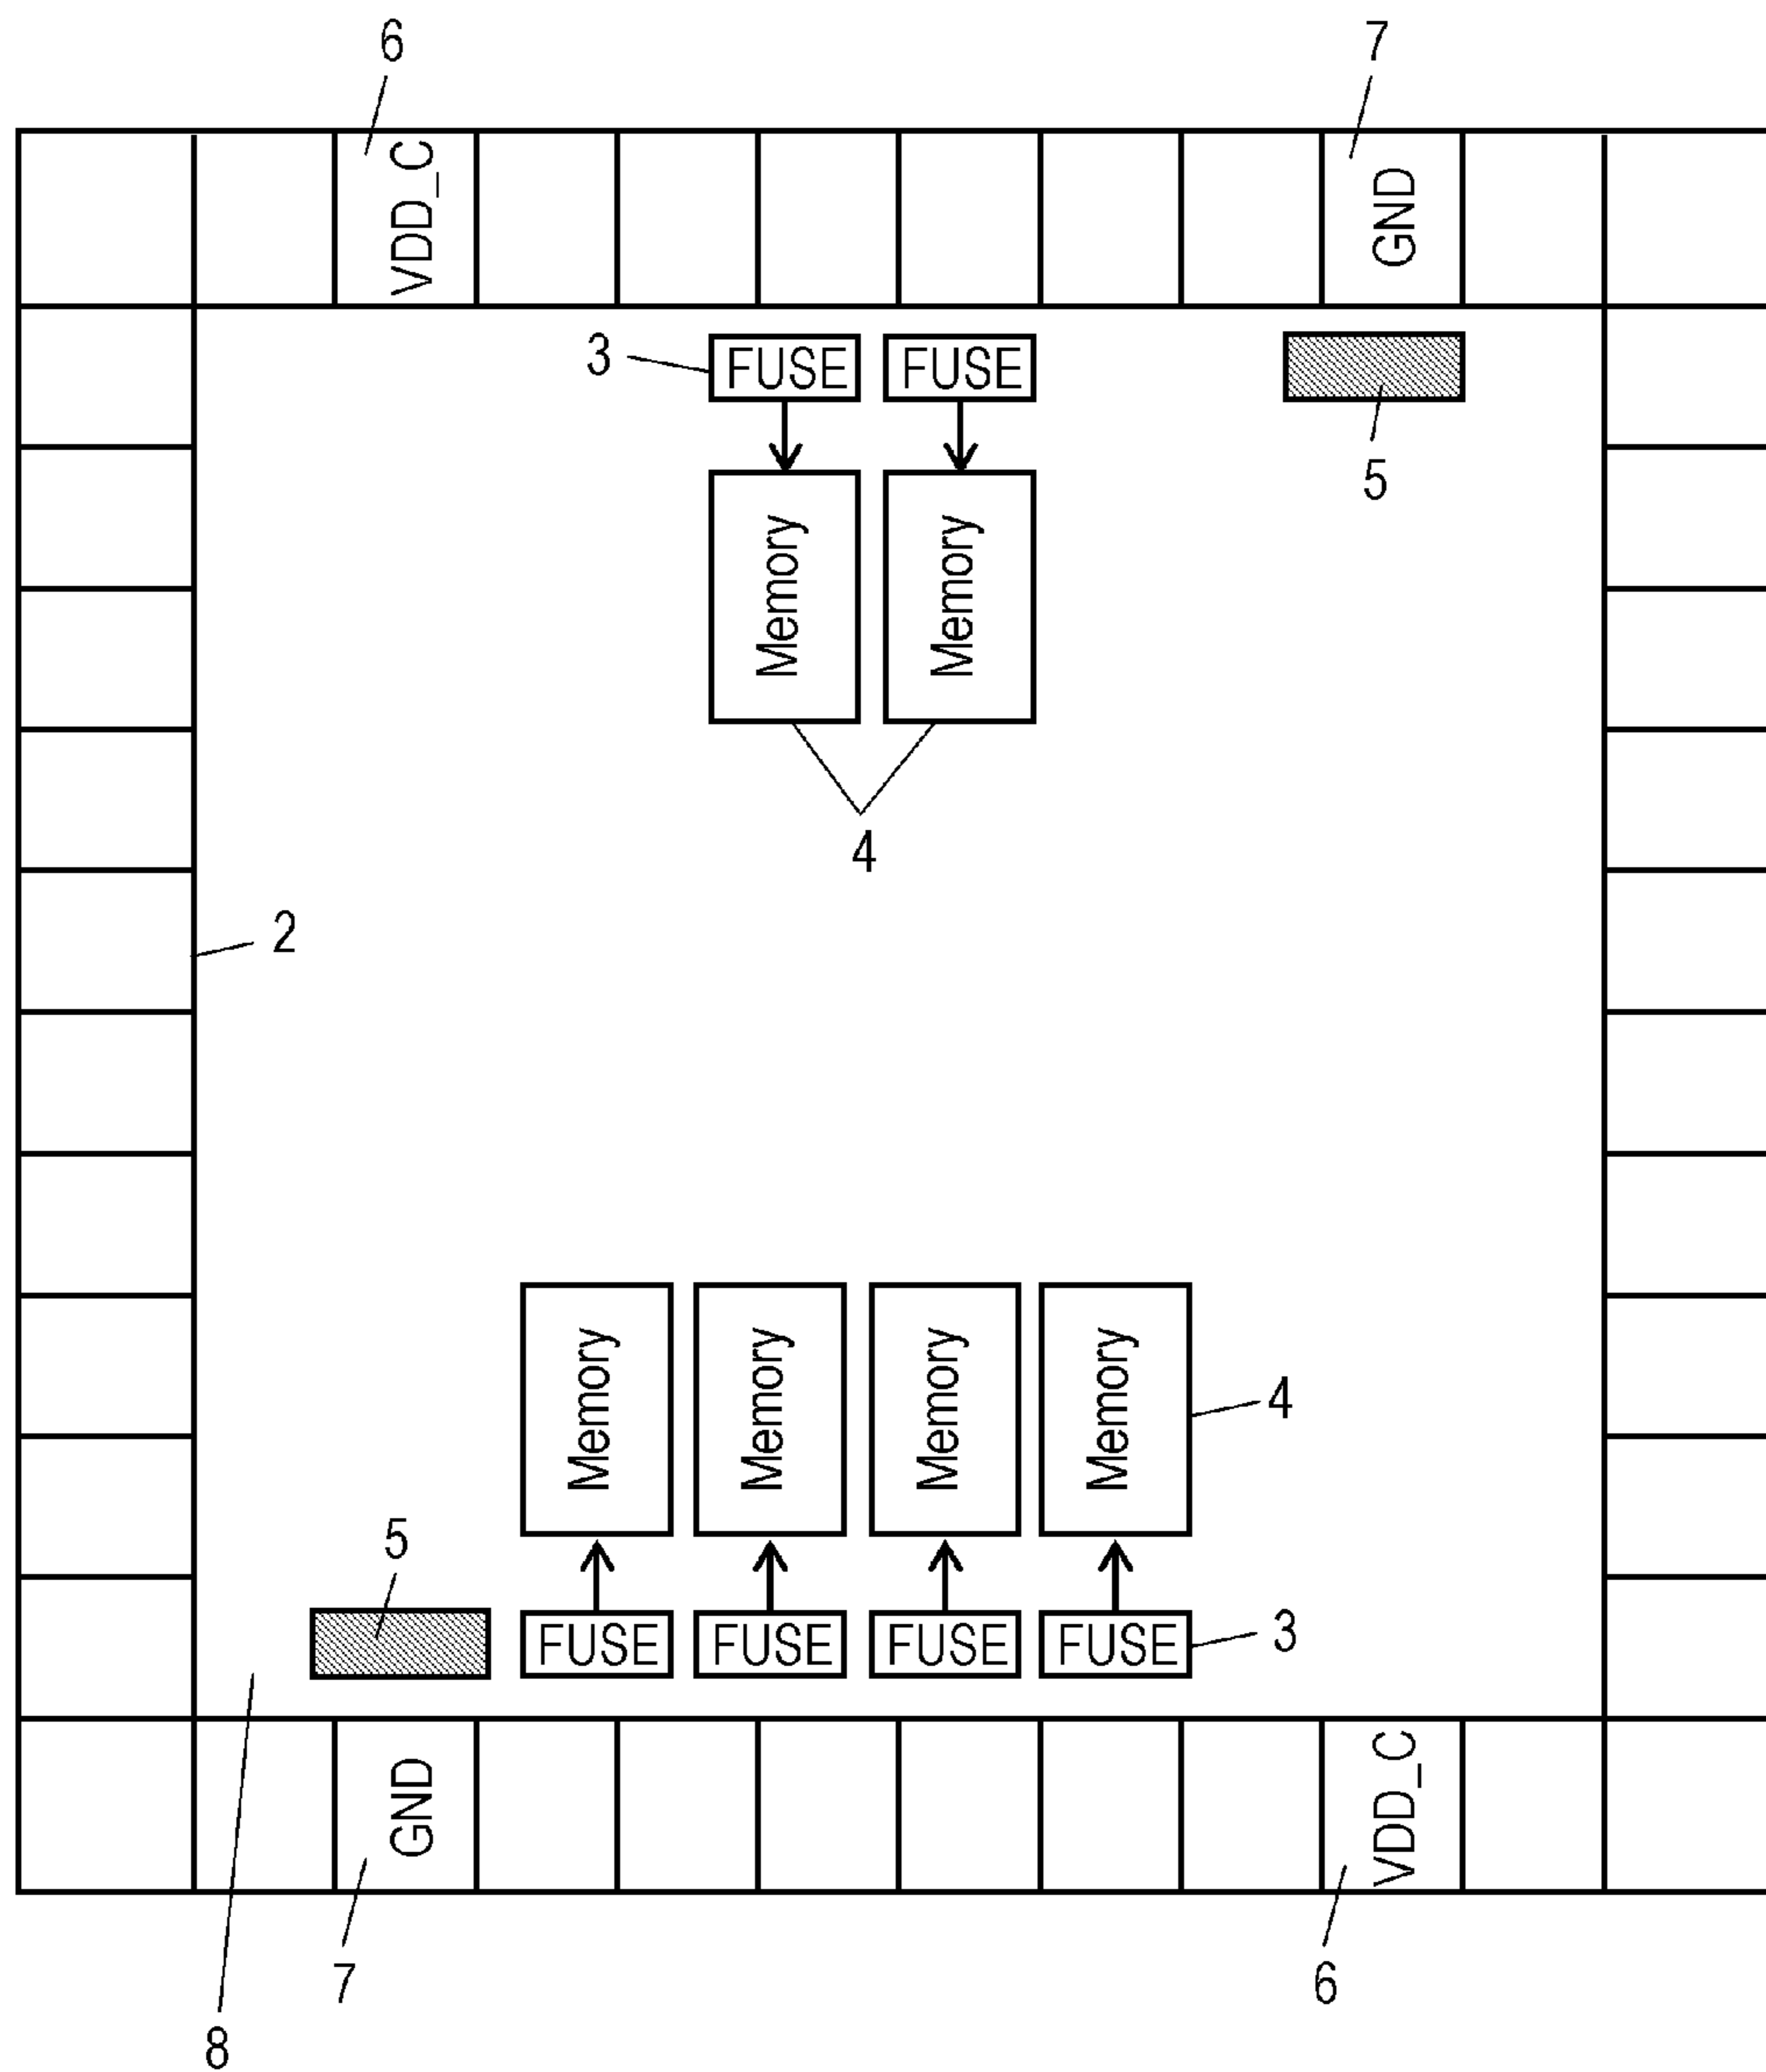 6 7
VDD_C GND
3 FUSE FUSE
5
Memory Memory
4
2
Memory Memory Memory Memory
4
5
FUSE FUSE FUSE FUSE 3
GND VDD_C
7 6
8